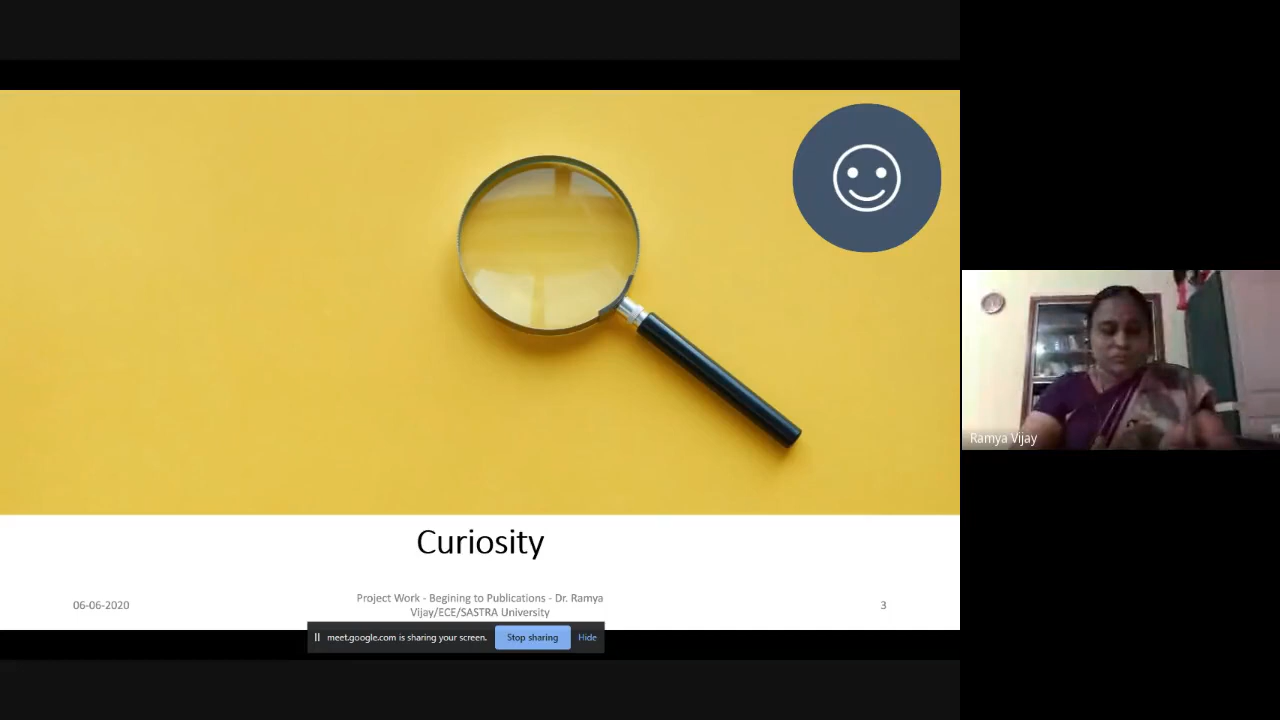 Curiosity
06-06-2020
Project Work - Begining to Publications - Dr. Ramya
Vijay/ECE/SASTRA University
3
meet.google.com is sharing your screen.
Stop sharing
Hide
Ramya Vijay